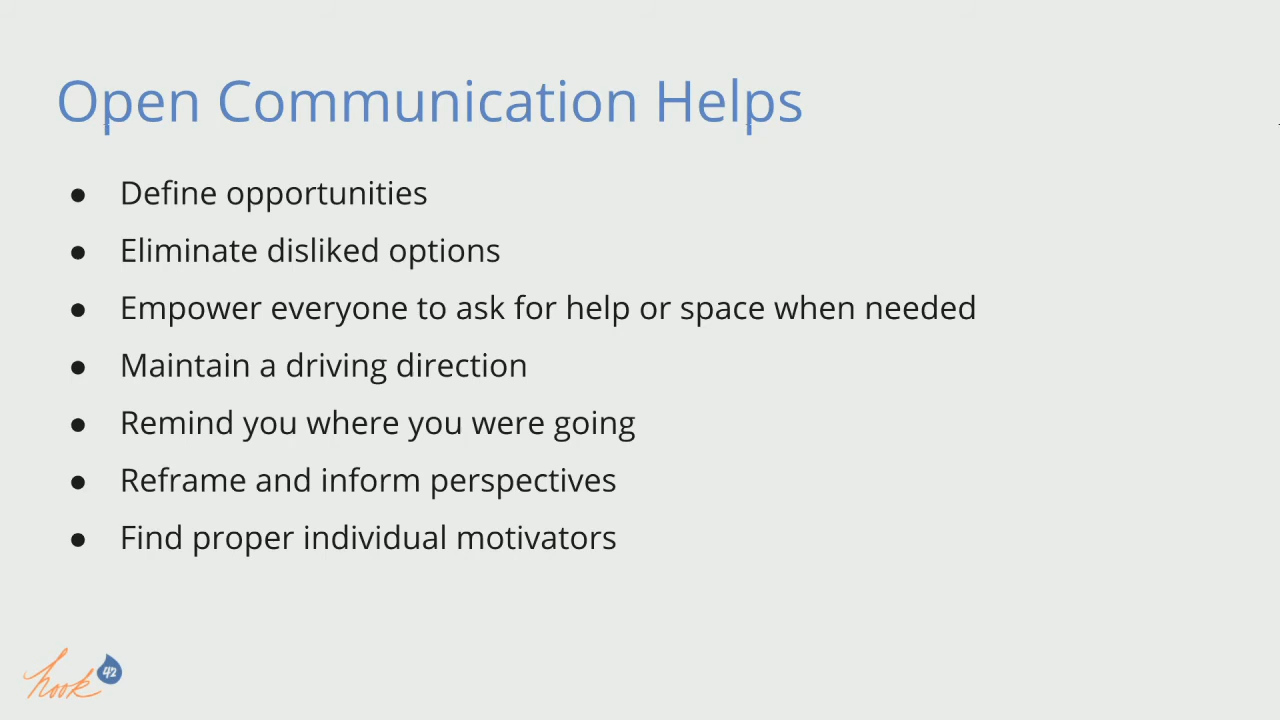 Open Communication Helps
● Define opportunities
● Eliminate disliked options
● Empower everyone to ask for help or space when needed
● Maintain a driving direction
● Remind you where you were going
● Reframe and inform perspectives
● Find proper individual motivators
hook 42